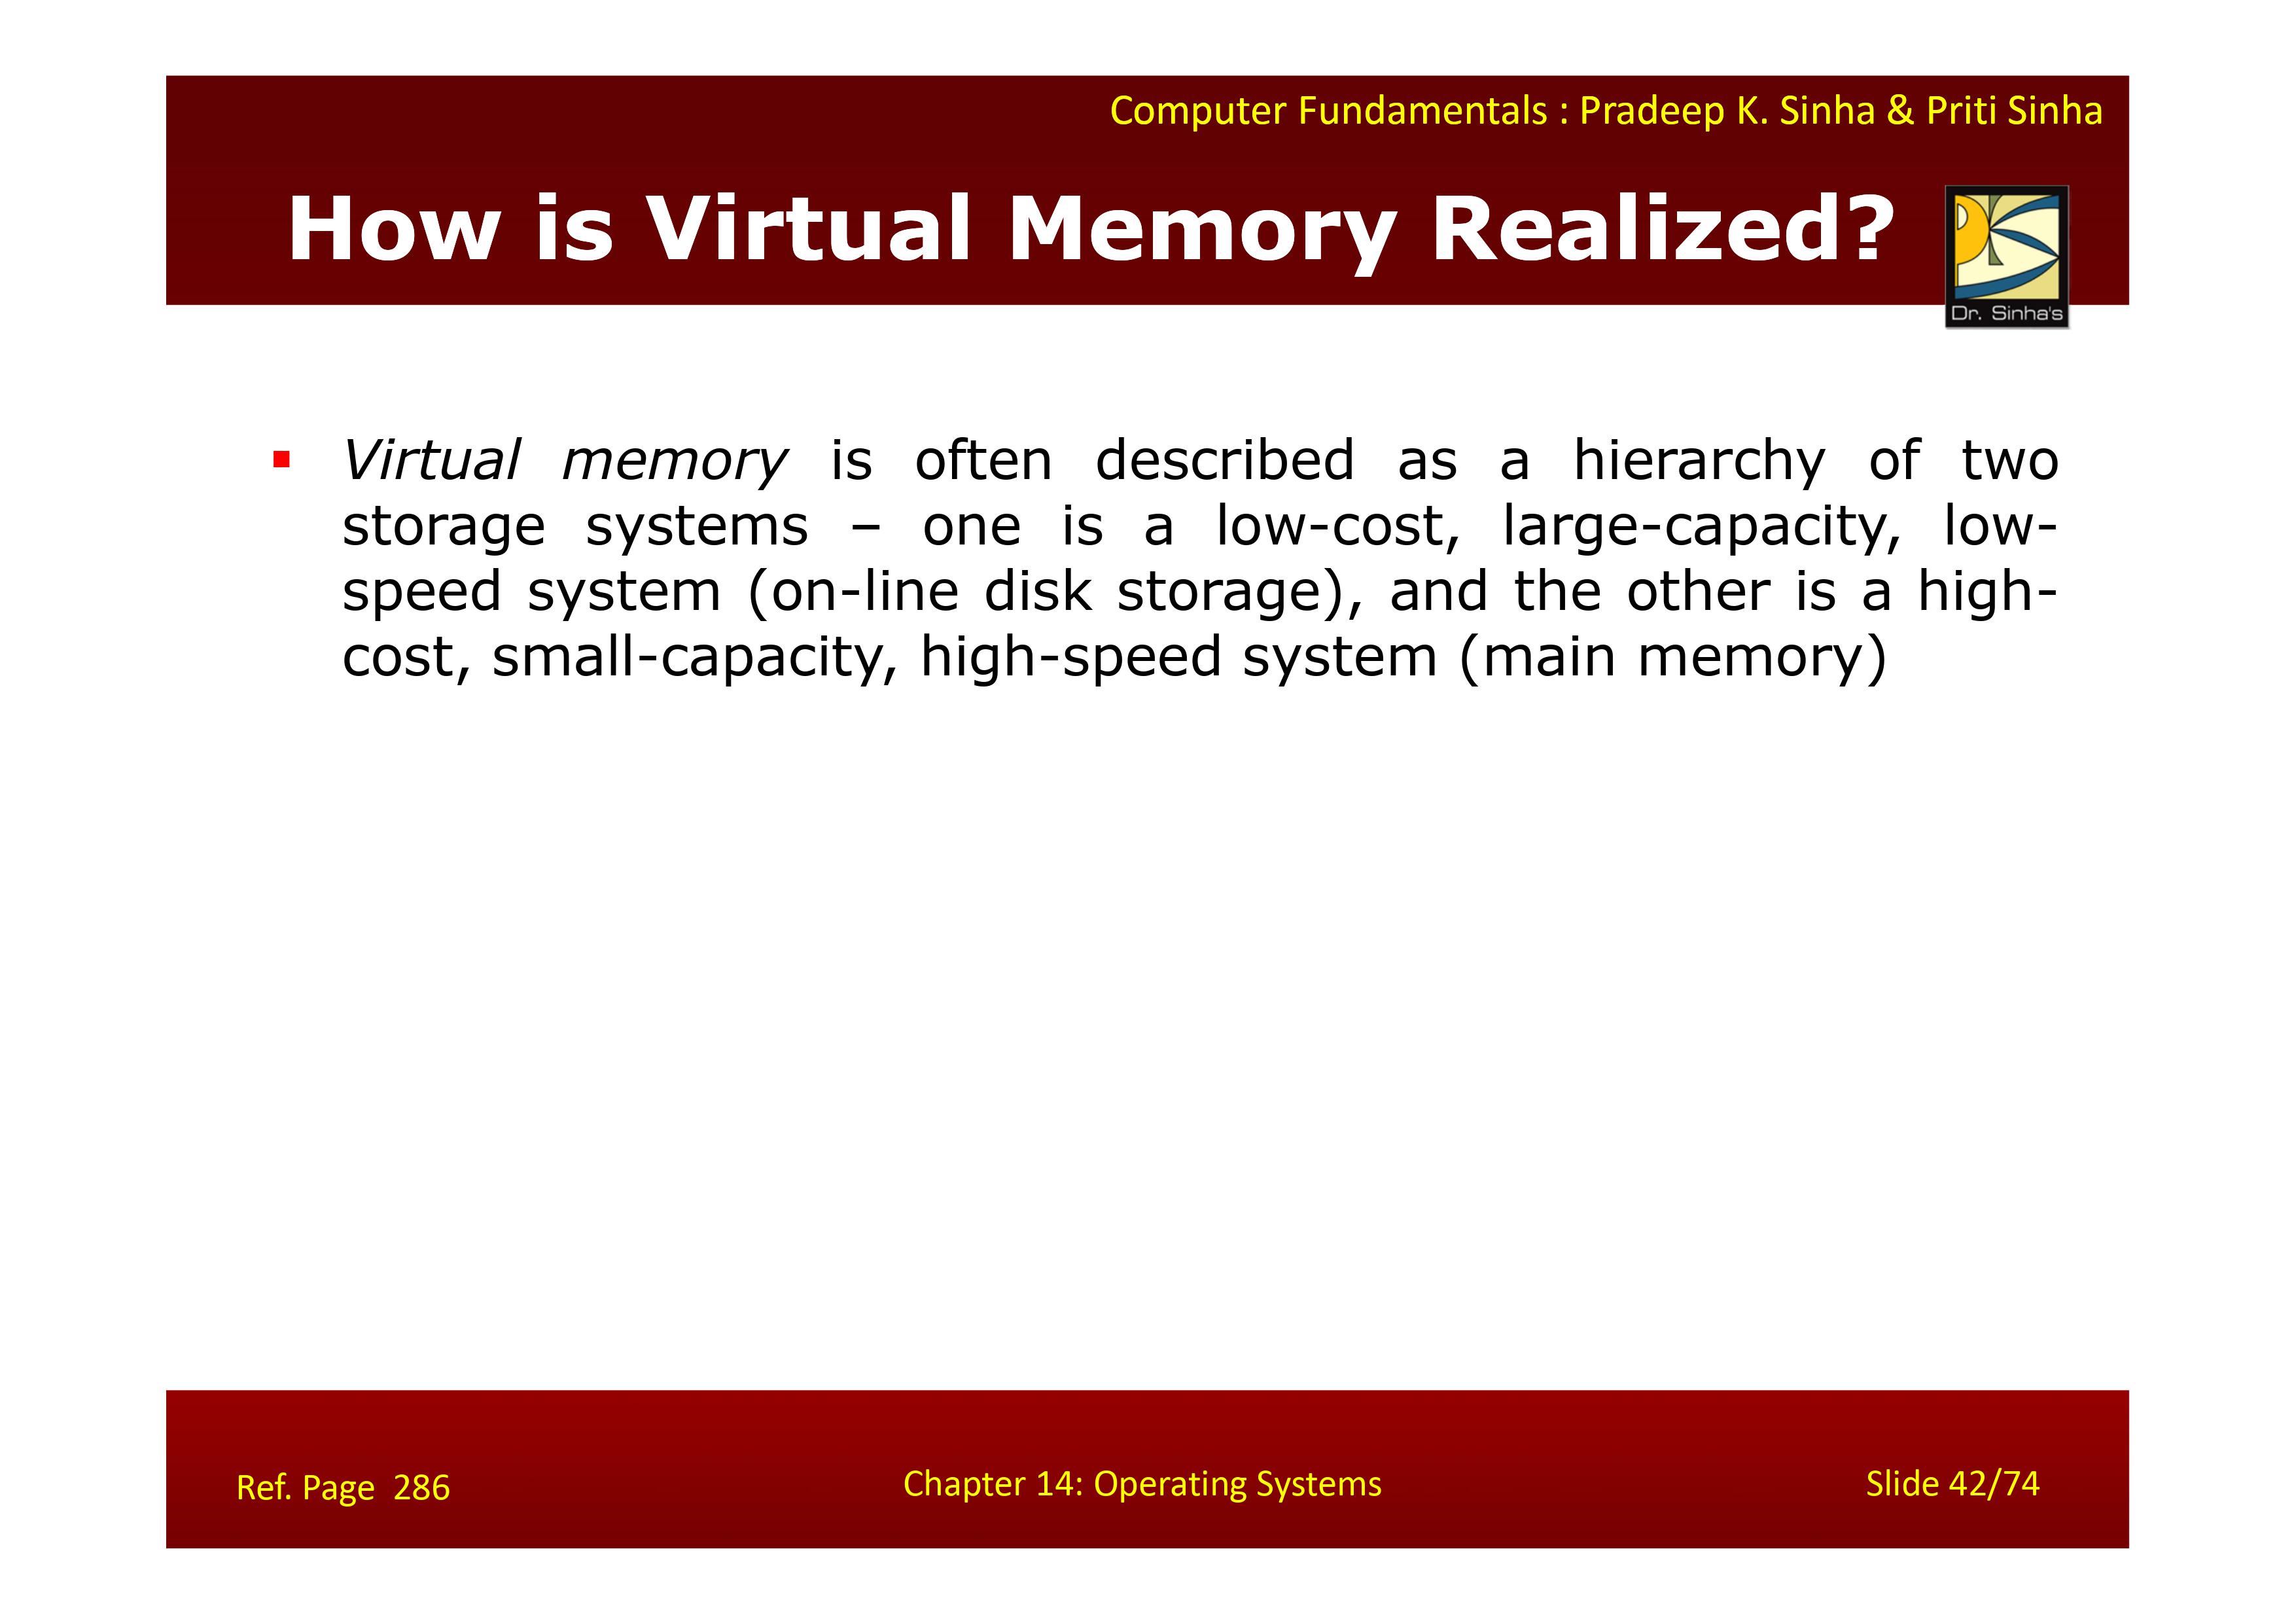 Computer Fundamentals : Pradeep K. Sinha & Priti Sinha
How is Virtual Memory Realized?
Dr. Sinha's
▪ Virtual memory is often described as a hierarchy of two
storage systems – one is a low-cost, large-capacity, low-
speed system (on-line disk storage), and the other is a high-
cost, small-capacity, high-speed system (main memory)
Ref. Page 286
Chapter 14: Operating Systems
Slide 42/74